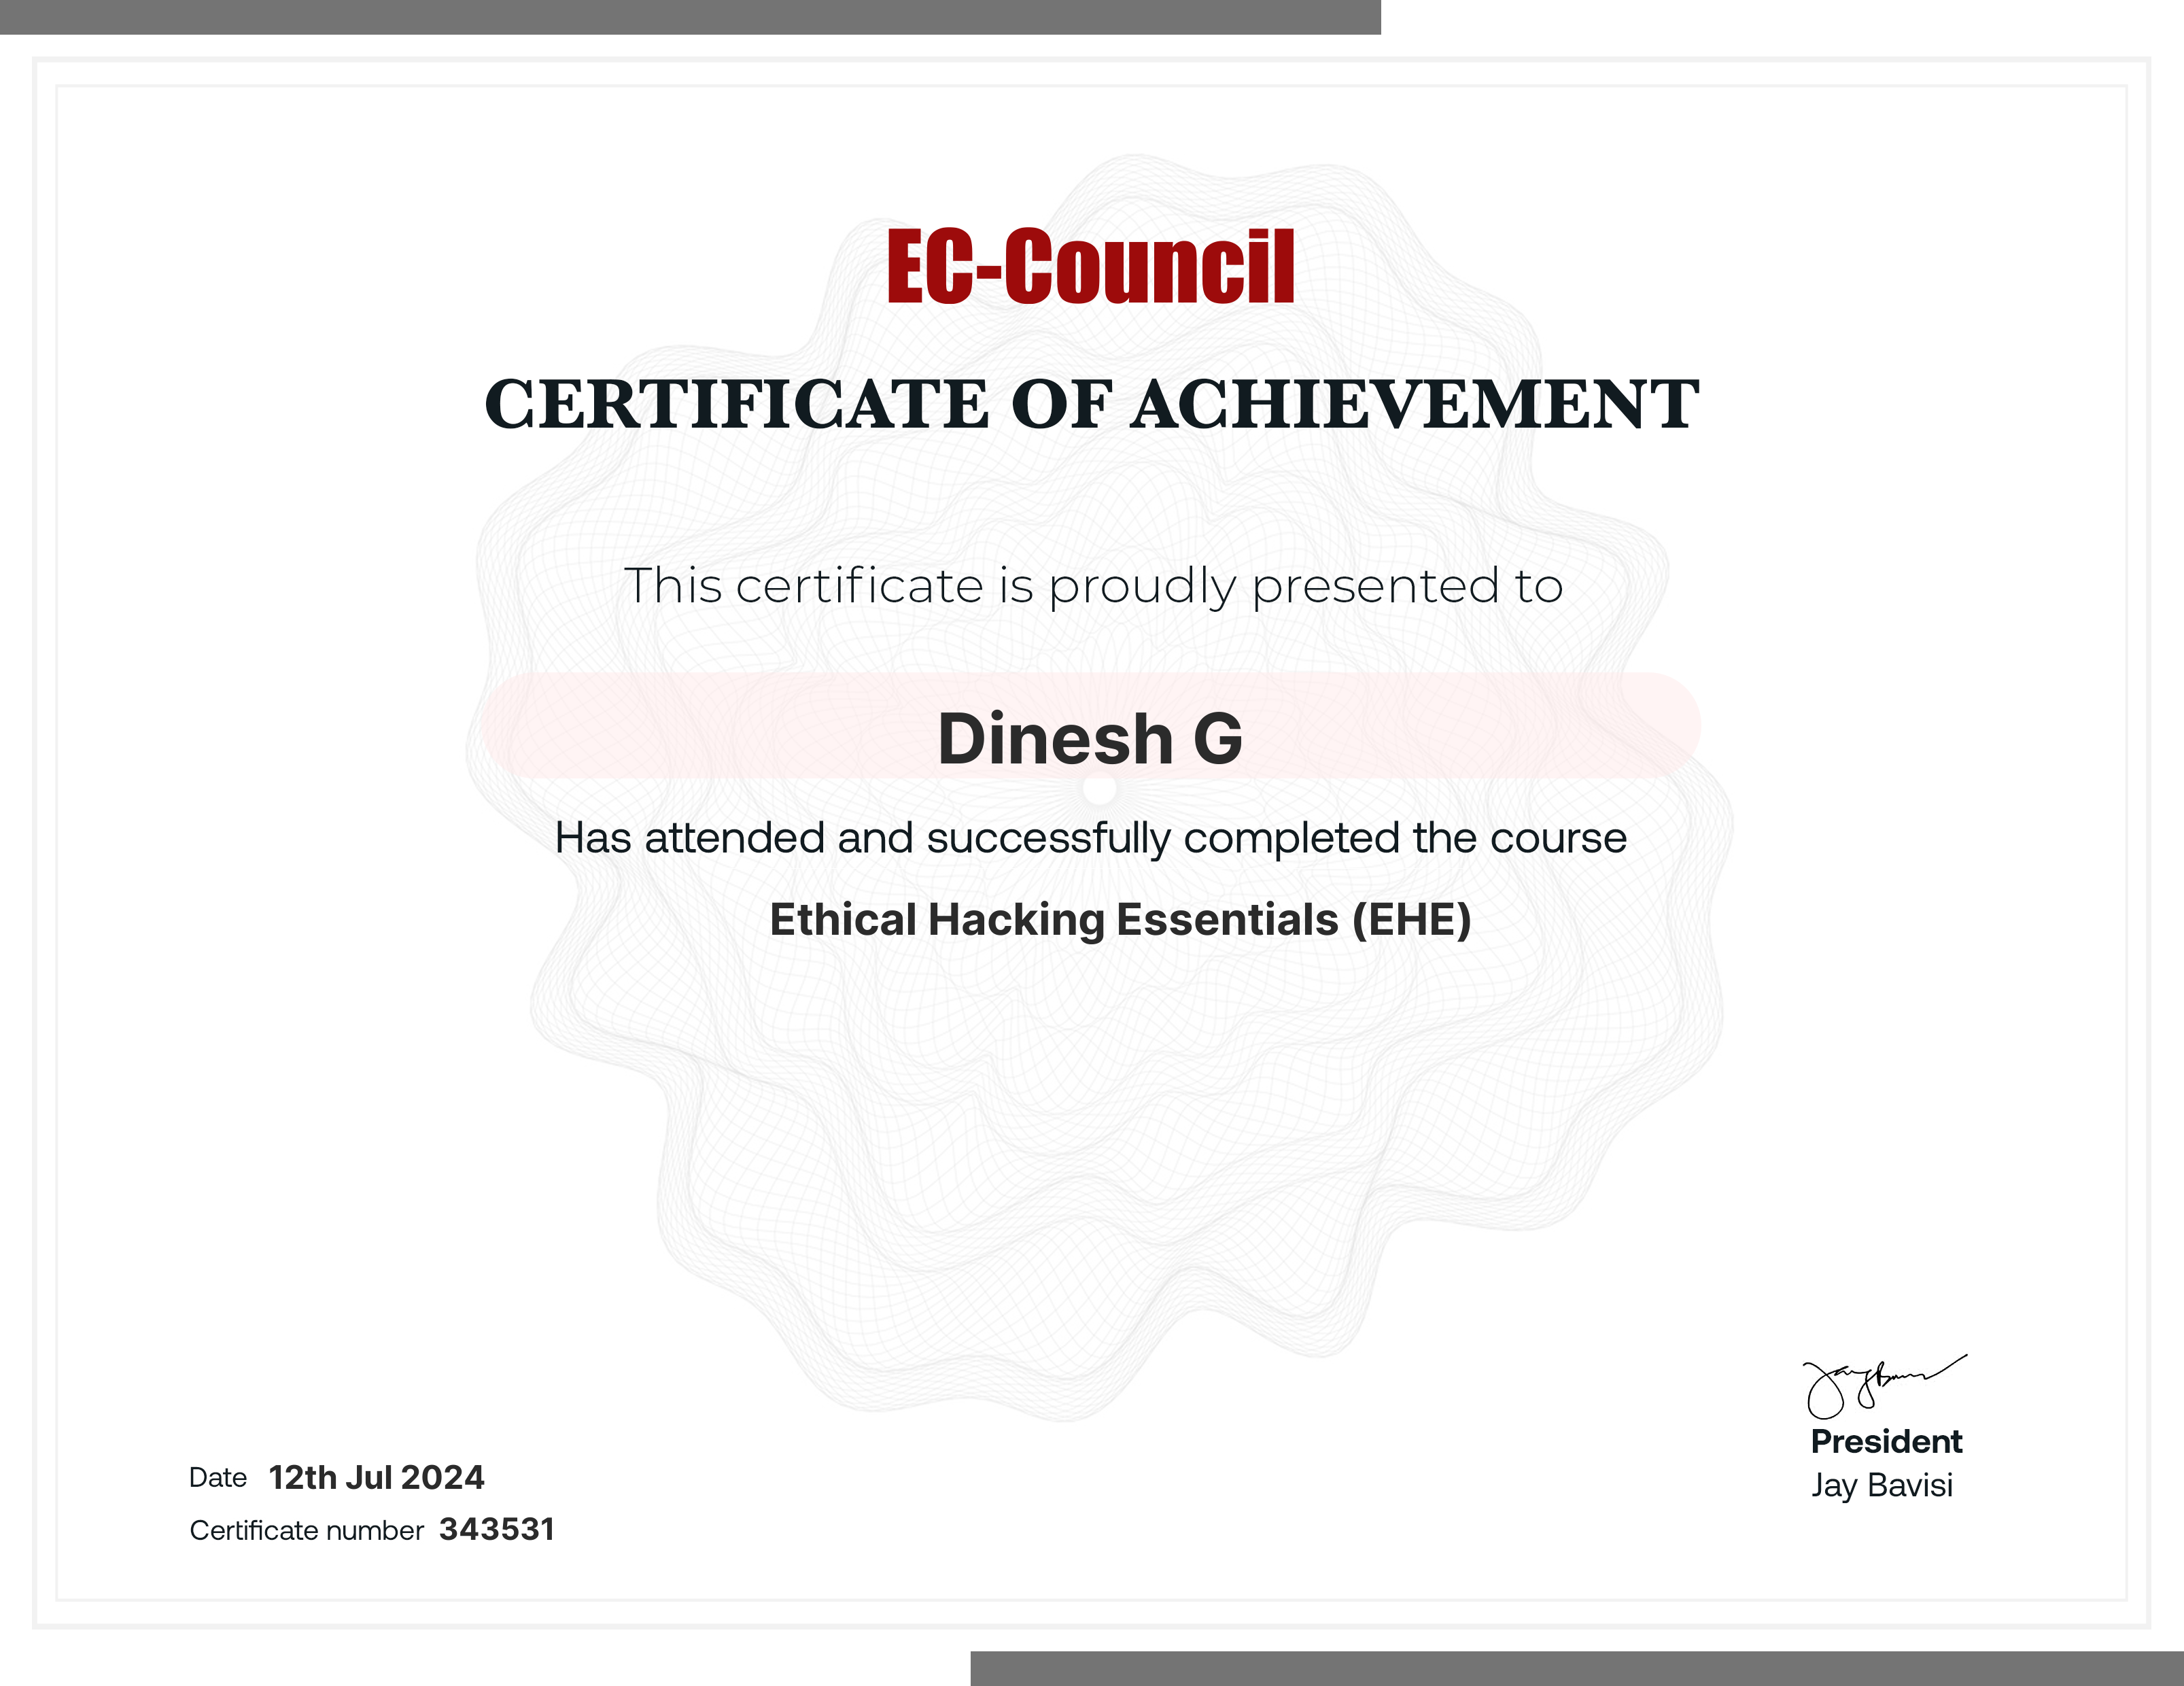 EC-Council
CERTIFICATE OF ACHIEVEMENT
This certificate is proudly presented to
Dinesh G
Has attended and successfully completed the course
Ethical Hacking Essentials (EHE)
President
Jay Bavisi
Date 12th Jul 2024
Certificate number 343531